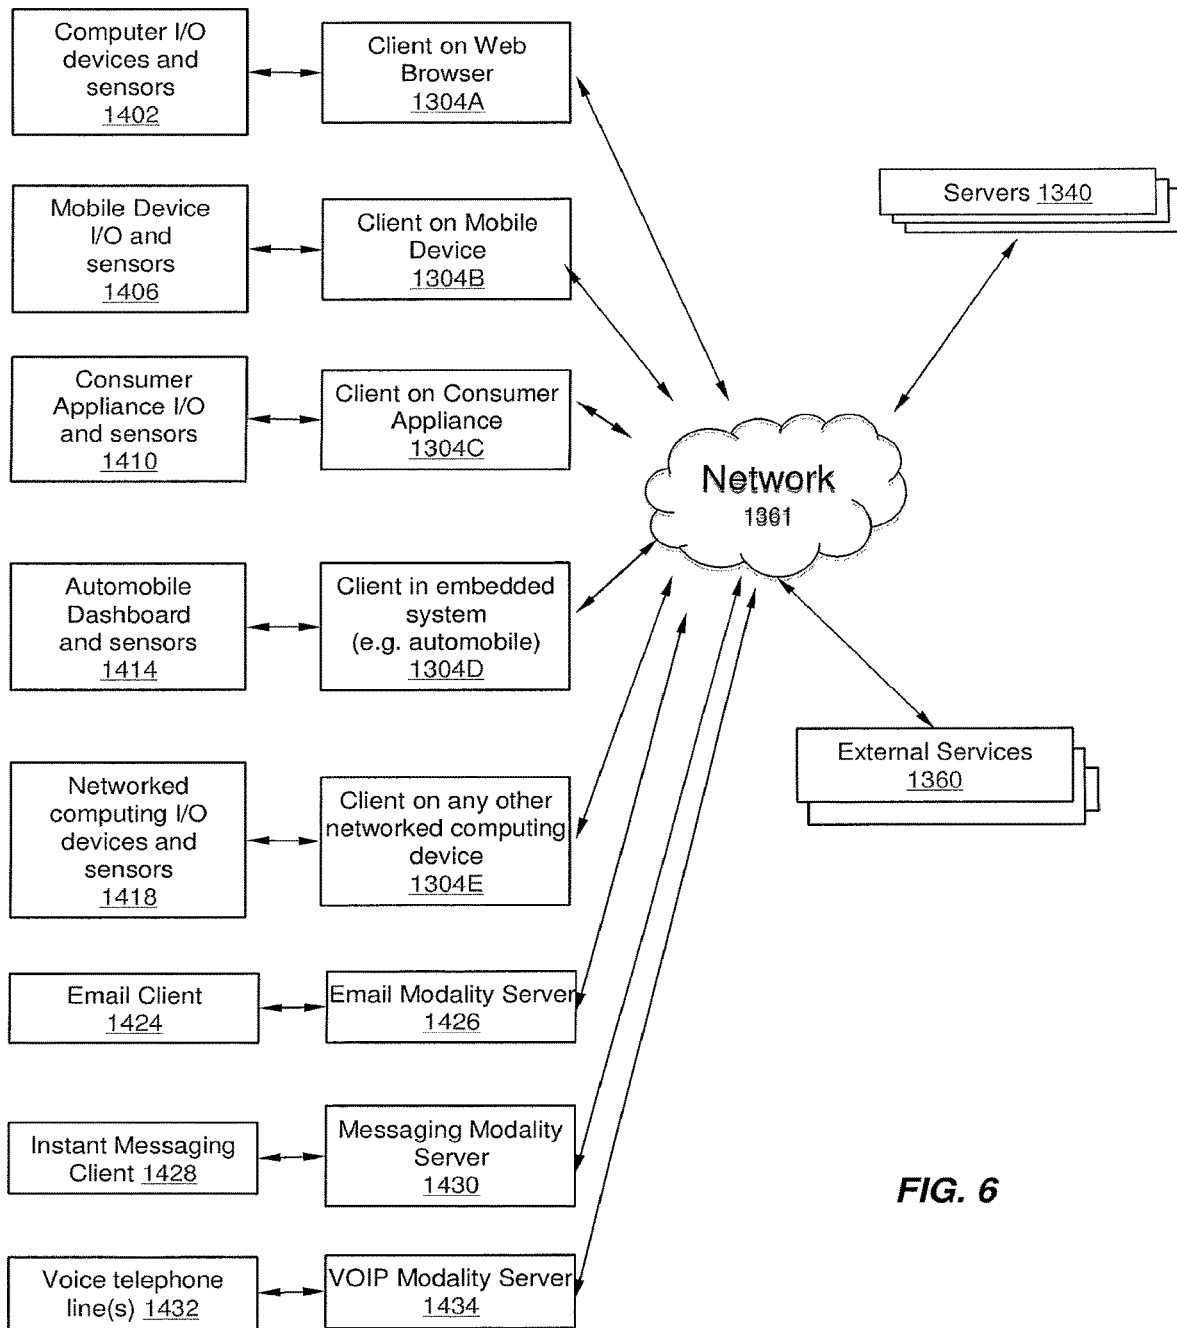 Computer I/O
devices and
sensors
1402
Client on Web
Browser
1304A
Mobile Device
I/O and
sensors
1406
Client on Mobile
Device
1304B
Servers 1340
Consumer
Appliance I/O
and sensors
1410
Client on Consumer
Appliance
1304C
Network
1361
Automobile
Dashboard
and sensors
1414
Client in embedded
system
(e.g. automobile)
1304D
External Services
1360
Networked
computing I/O
devices and
sensors
1418
Client on any other
networked computing
device
1304E
Email Client
1424
Email Modality Server
1426
Instant Messaging
Client 1428
Messaging Modality
Server
1430
FIG. 6
Voice telephone
line(s) 1432
VOIP Modality Server
1434